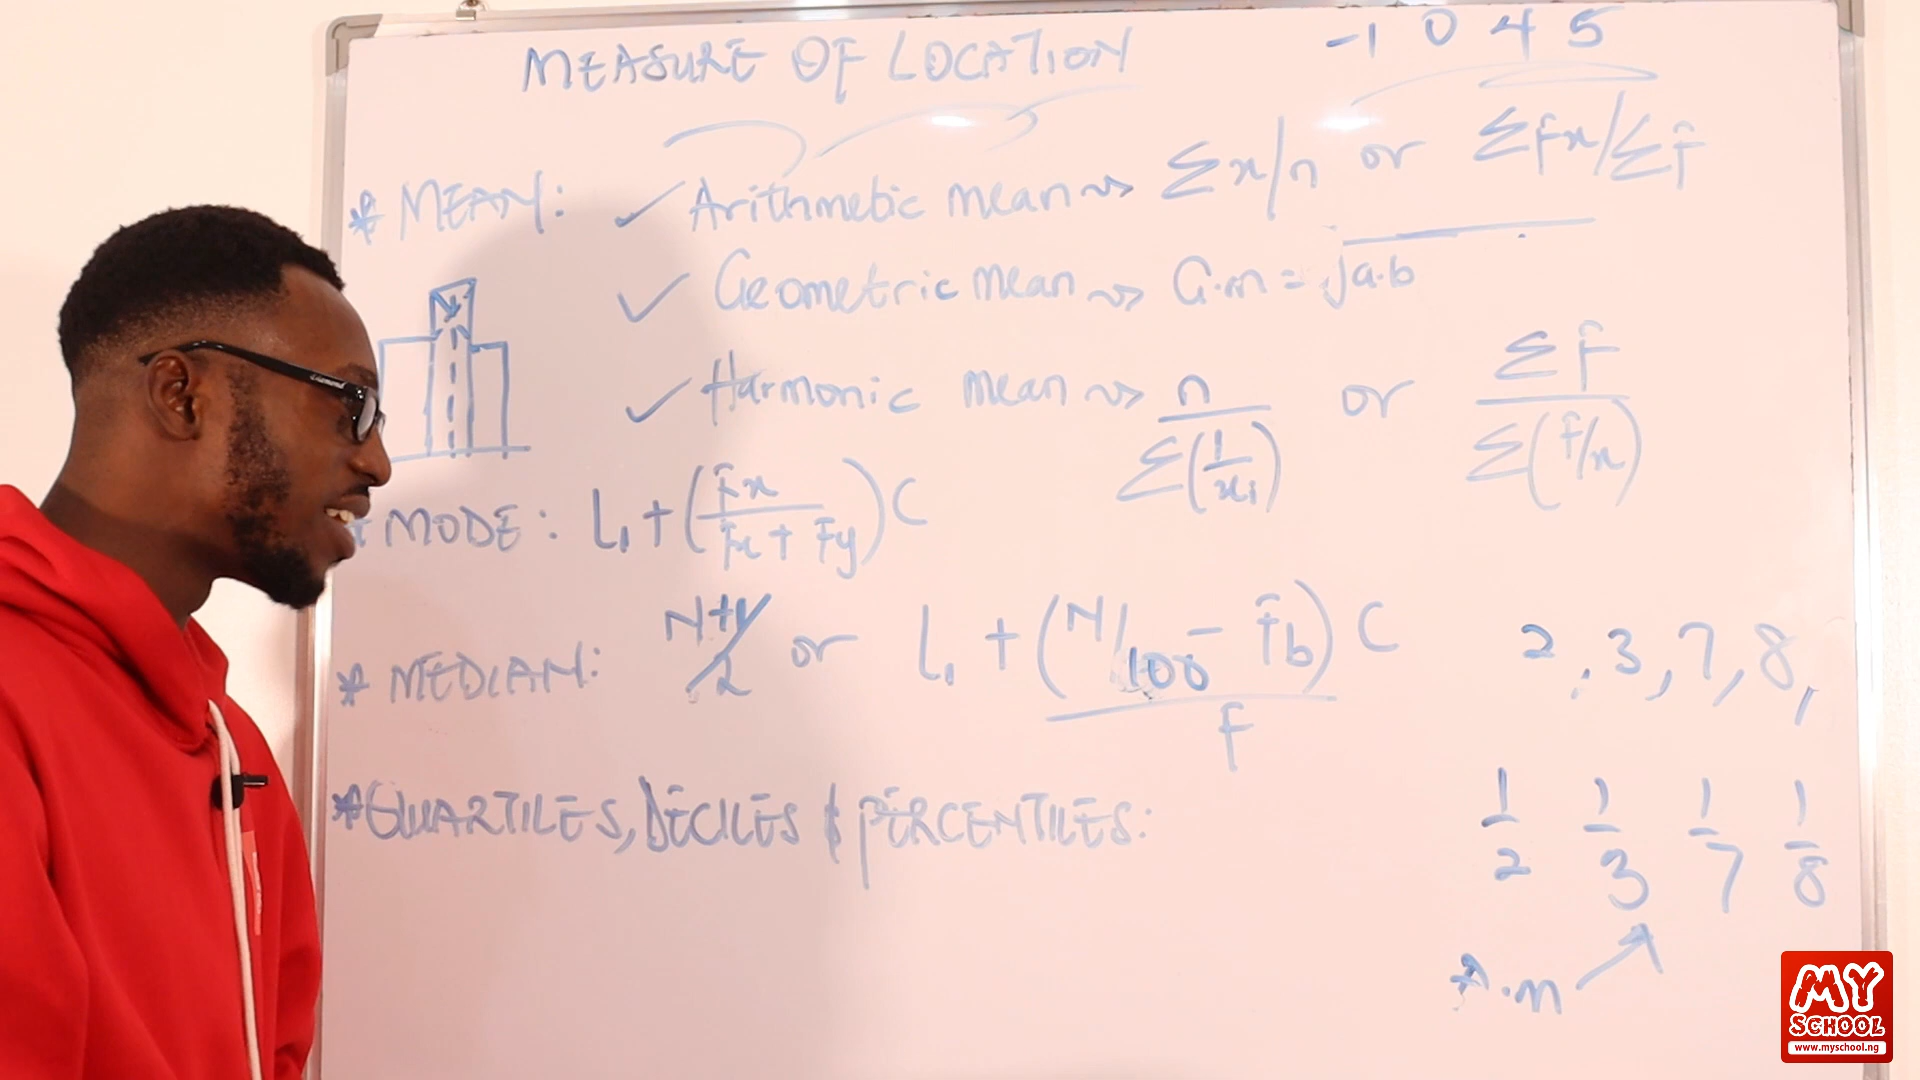 MEASURE OF LOCATION
-1 0 4 5
* MEAN: ✓ Arithmetic mean ⇝ Σx/n or Σfx/Σf
✓ Geometric mean ⇝ G.m = √a.b
✓ Harmonic mean ⇝ n/Σ(1/xi) or Σf/Σ(f/x)
* MODE: L1 + (Fx/(Fx + Fy)) C
* MEDIAN: N+1/2 or L1 + (N/100 - Fb) C / F
2, 3, 7, 8,
* QUARTILES, DECILES & PERCENTILES:
1/2 1/3 1/7 1/8
A.m
MY
SCHOOL
www.myschool.ng